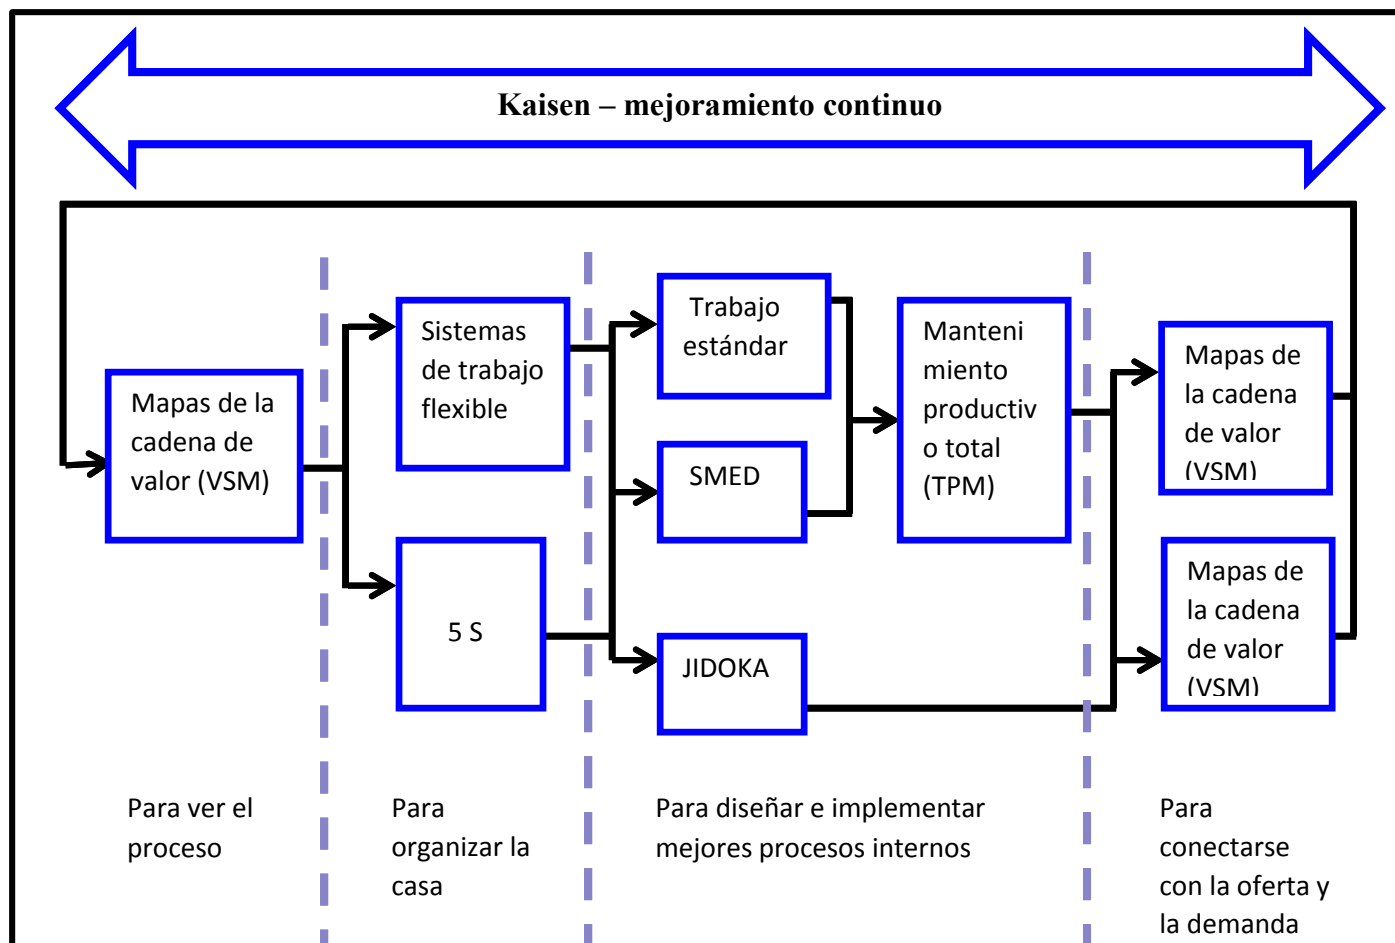 Kaisen – mejoramiento continuo
Mapas de la
cadena de
valor (VSM)
Sistemas
de trabajo
flexible
5 S
Trabajo
estándar
SMED
JIDOKA
Manteni
miento
productiv
o total
(TPM)
Mapas de
la cadena
de valor
(VSM)
Mapas de
la cadena
de valor
(VSM)
Para ver el
proceso
Para
organizar la
casa
Para diseñar e implementar
mejores procesos internos
Para
conectarse
con la oferta y
la demanda